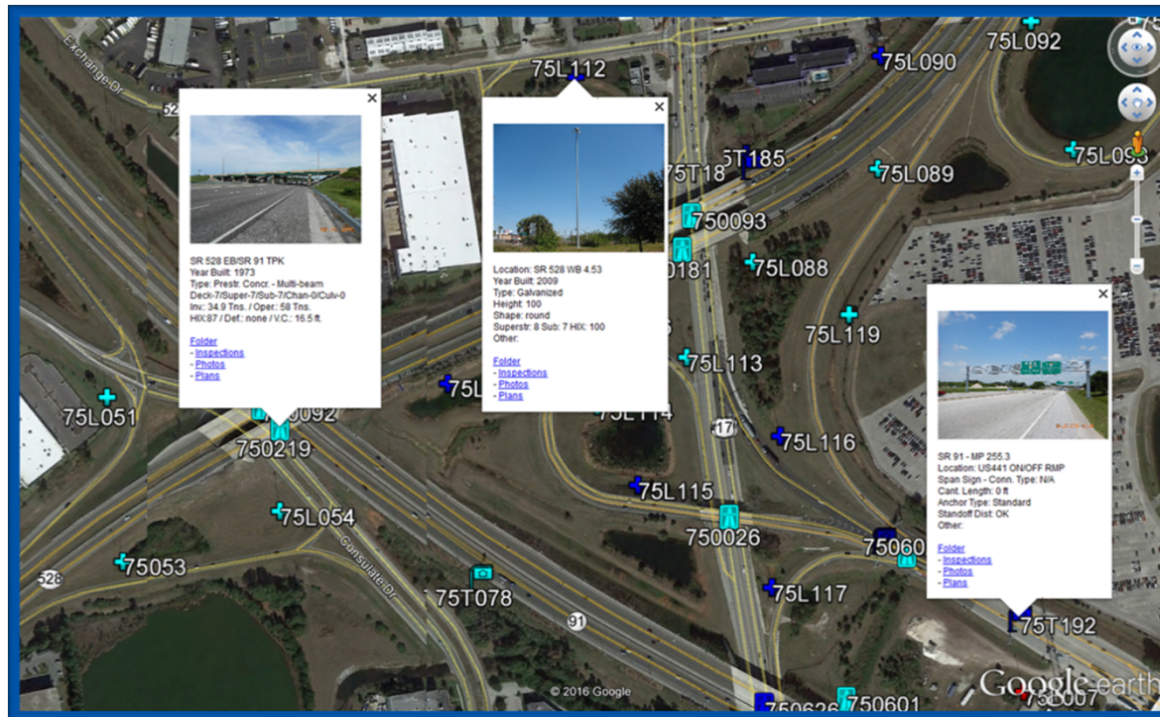 75L092
Exchange Dr
75L112
75L090
75L093
75L089
5T185
75T18
750093
0181
75L088
75L119
75L113
75L114
75L116
75L115
17
75L051
0092
750219
75L054
75053
528
Consulate Dr
75T078
91
750026
75060
75L117
75T192
750626
750601
SR 528 EB/SR 91 TPK
Year Built: 1973
Type: Prestr. Concr. - Multi-beam
Deck-7/Super-7/Sub-7/Chan-0/Culv-0
Inv.: 34.9 Tns. / Oper.: 58 Tns.
HIX:87 / Def.: none / V.C.: 16.5 ft.
Folder
- Inspections
- Photos
- Plans
Location: SR 528 WB 4.53
Year Built: 2009
Type: Galvanized
Height: 100
Shape: round
Superstr: 8 Sub: 7 HIX: 100
Other:
Folder
- Inspections
- Photos
- Plans
SR 91 - MP 255.3
Location: US441 ON/OFF RMP
Span Sign - Conn. Type: N/A
Cant. Length: 0 ft
Anchor Type: Standard
Standoff Dist: OK
Other:
Folder
- Inspections
- Photos
- Plans
© 2016 Google
Google earth